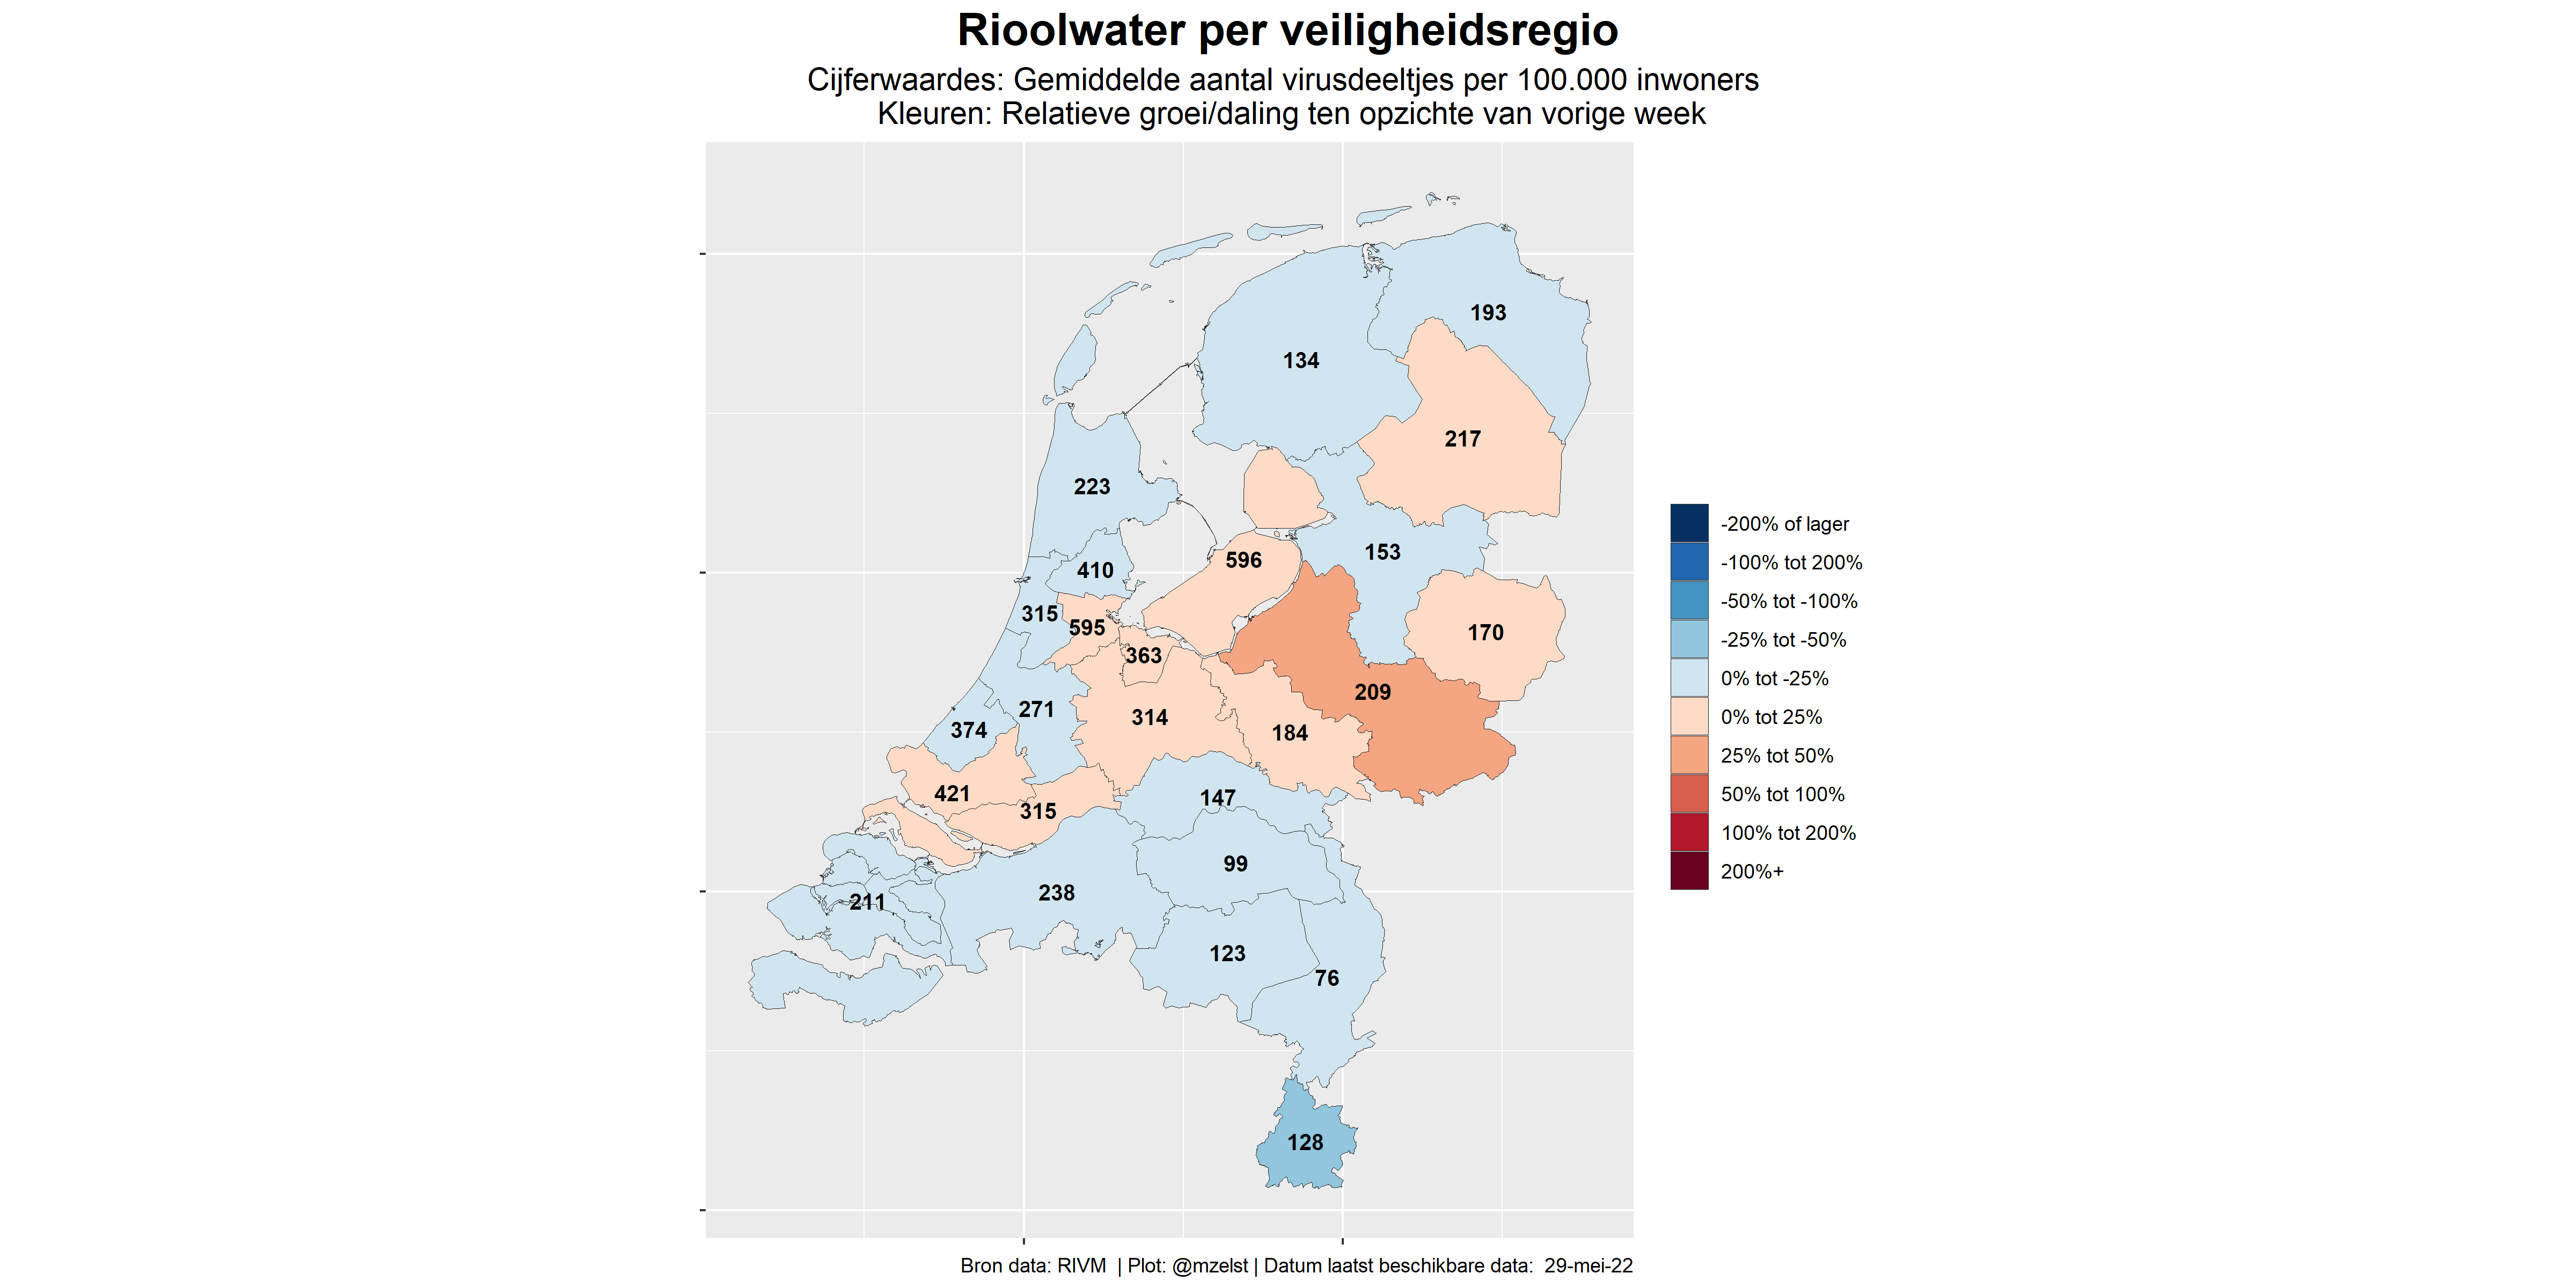 Rioolwater per veiligheidsregio
Cijferwaardes: Gemiddelde aantal virusdeeltjes per 100.000 inwoners
Kleuren: Relatieve groei/daling ten opzichte van vorige week
193
134
217
223
153
596
410
315
595
170
363
209
271
314
374
184
421
147
315
99
238
211
123
76
128
-200% of lager
-100% tot 200%
-50% tot -100%
-25% tot -50%
0% tot -25%
0% tot 25%
25% tot 50%
50% tot 100%
100% tot 200%
200%+
Bron data: RIVM | Plot: @mzelst | Datum laatst beschikbare data: 29-mei-22